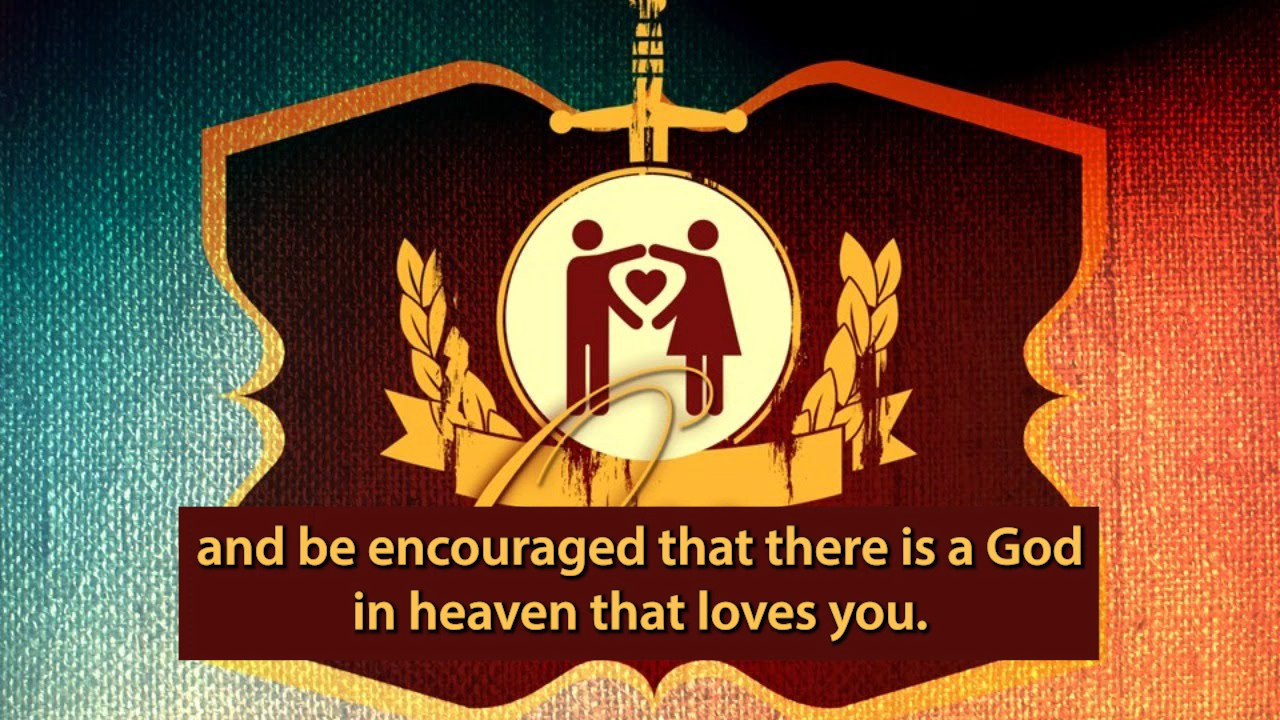 and be encouraged that there is a God
in heaven that loves you.